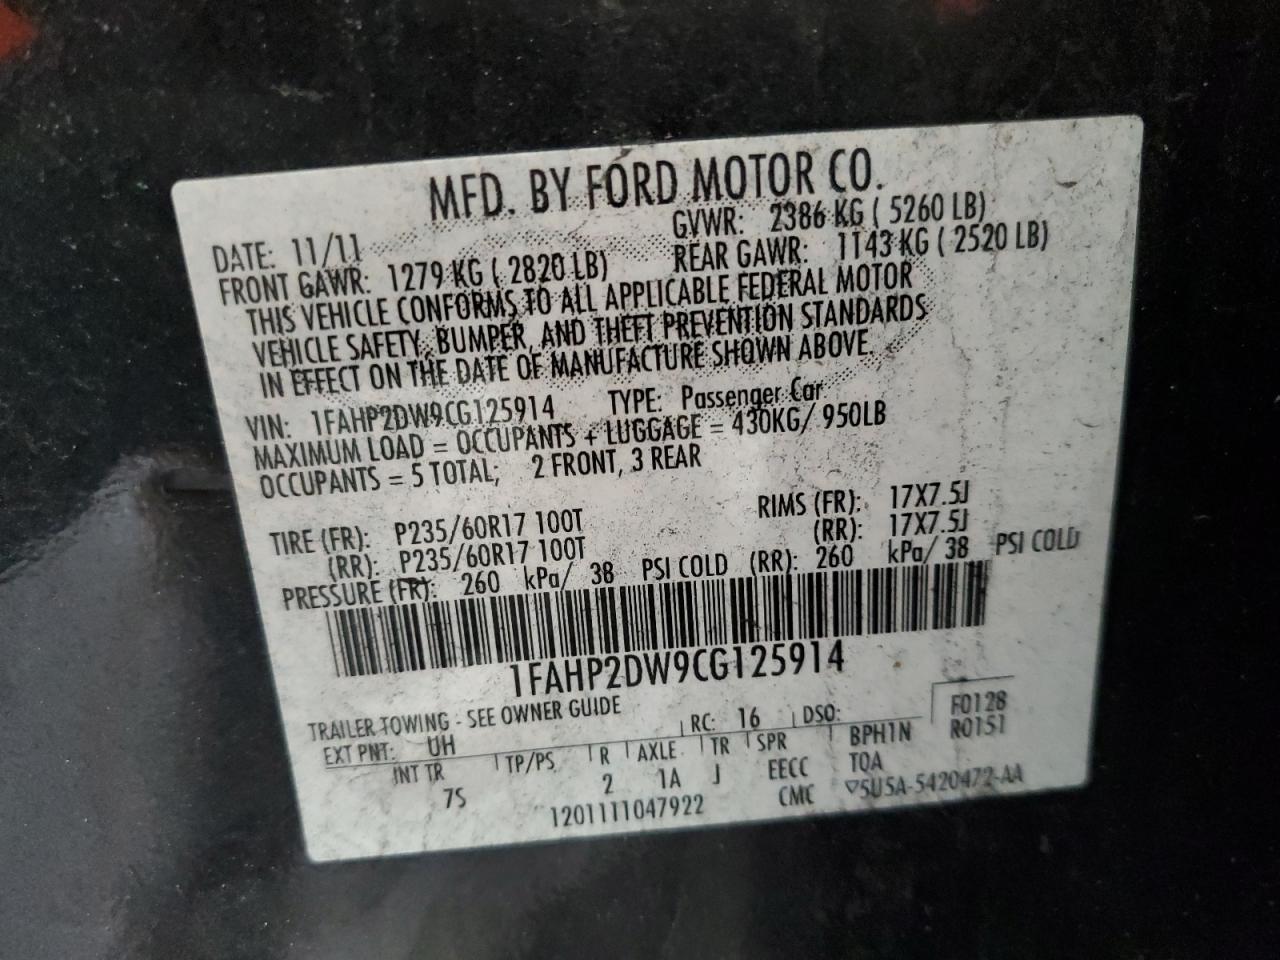 MFD. BY FORD MOTOR CO.
DATE: 11/11 GVWR: 2386 KG ( 5260 LB)
FRONT GAWR: 1279 KG ( 2820 LB) REAR GAWR: 1143 KG ( 2520 LB)
THIS VEHICLE CONFORMS TO ALL APPLICABLE FEDERAL MOTOR
VEHICLE SAFETY, BUMPER, AND THEFT PREVENTION STANDARDS
IN EFFECT ON THE DATE OF MANUFACTURE SHOWN ABOVE.
VIN: 1FAHP2DW9CG125914 TYPE: Passenger Car
MAXIMUM LOAD = OCCUPANTS + LUGGAGE = 430KG/ 950LB
OCCUPANTS = 5 TOTAL; 2 FRONT, 3 REAR
TIRE (FR): P235/60R17 100T RIMS (FR): 17X7.5J
(RR): P235/60R17 100T (RR): 17X7.5J
PRESSURE (FR): 260 kPa/ 38 PSI COLD (RR): 260 kPa/ 38 PSI COLD
1FAHP2DW9CG125914
TRAILER TOWING - SEE OWNER GUIDE F0128
EXT PNT: UH RC: 16 DSO: R0151
INT TR TP/PS R AXLE TR SPR BPH1N
7S 2 1A J EECC TQA
1201111047922 CMC ▽5U5A-5420472-AA